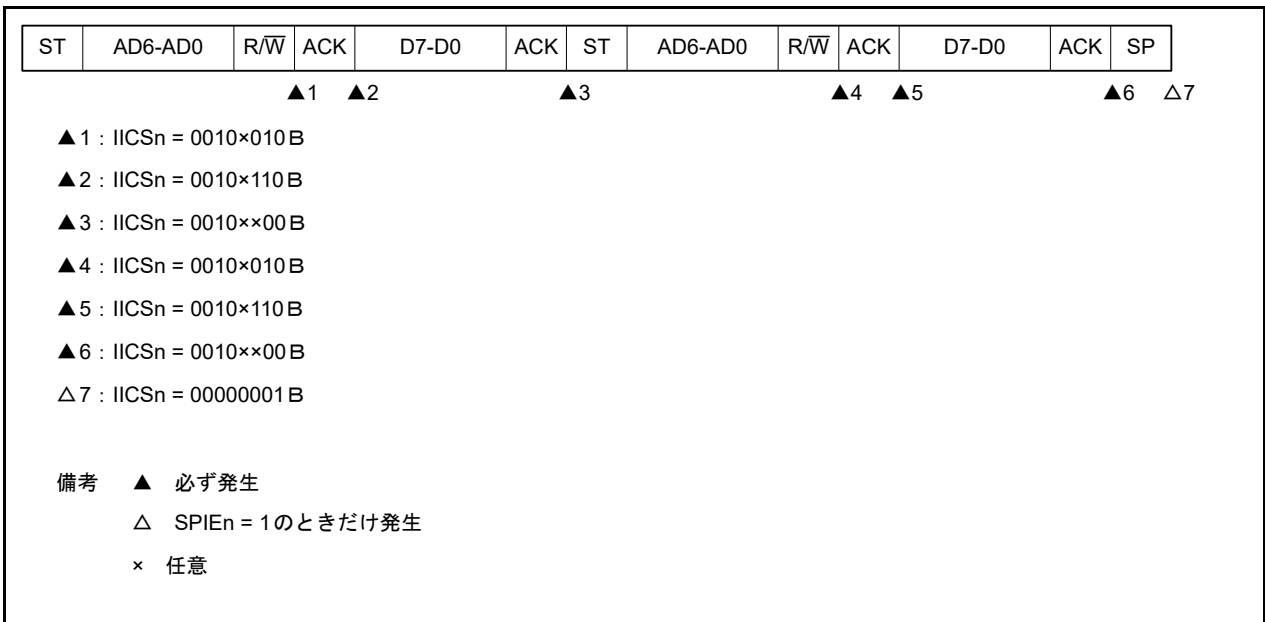 ST AD6-AD0 R/W̅ ACK D7-D0 ACK ST AD6-AD0 R/W̅ ACK D7-D0 ACK SP
▲1 ▲2 ▲3 ▲4 ▲5 ▲6 △7
▲1：IICSn = 0010×010B
▲2：IICSn = 0010×110B
▲3：IICSn = 0010××00B
▲4：IICSn = 0010×010B
▲5：IICSn = 0010×110B
▲6：IICSn = 0010××00B
△7：IICSn = 00000001B
備考 ▲ 必ず発生
△ SPIEn = 1のときだけ発生
× 任意